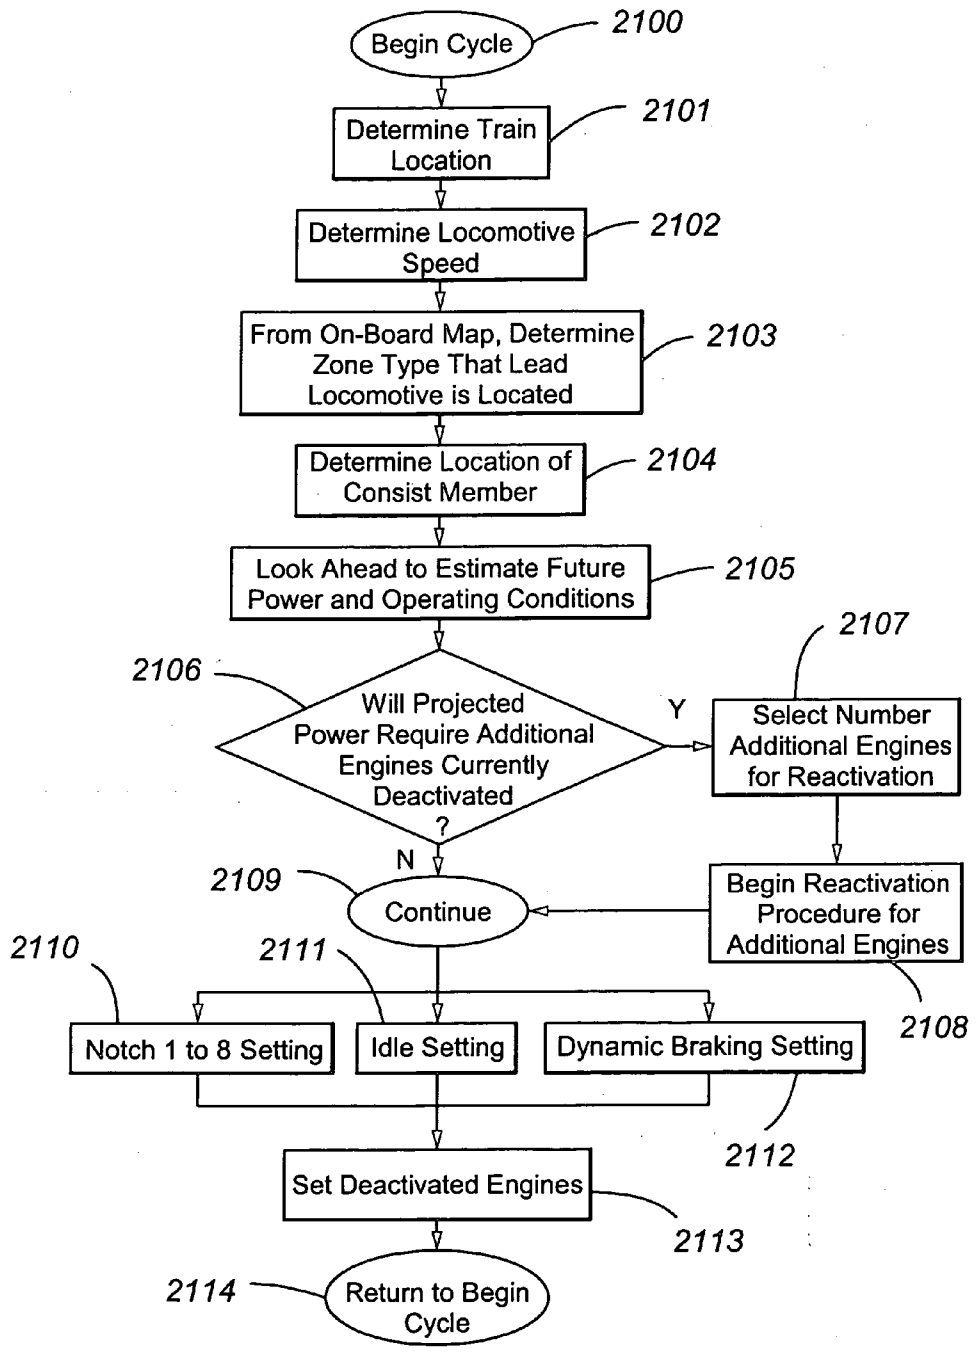 Begin Cycle
2100
Determine Train
Location
2101
Determine Locomotive
Speed
2102
From On-Board Map, Determine
Zone Type That Lead
Locomotive is Located
2103
Determine Location of
Consist Member
2104
Look Ahead to Estimate Future
Power and Operating Conditions
2105
2106
Will Projected
Power Require Additional
Engines Currently
Deactivated
?
Y
2107
Select Number
Additional Engines
for Reactivation
N
2109
Continue
Begin Reactivation
Procedure for
Additional Engines
2108
2110
Notch 1 to 8 Setting
2111
Idle Setting
Dynamic Braking Setting
2112
Set Deactivated Engines
2113
2114
Return to Begin
Cycle